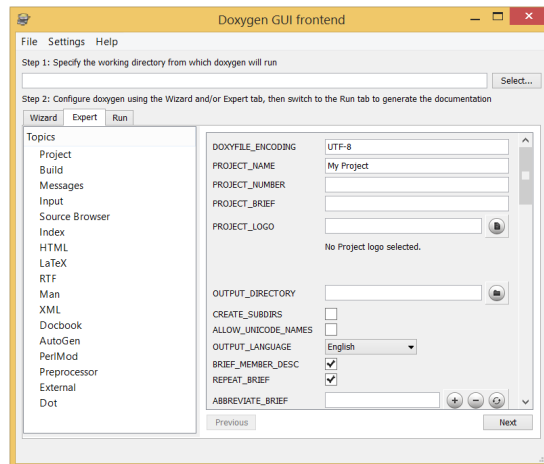 Doxygen GUI frontend
File Settings Help
Step 1: Specify the working directory from which doxygen will run
Select...
Step 2: Configure doxygen using the Wizard and/or Expert tab, then switch to the Run tab to generate the documentation
Wizard Expert Run
Topics
Project
Build
Messages
Input
Source Browser
Index
HTML
LaTeX
RTF
Man
XML
Docbook
AutoGen
PerlMod
Preprocessor
External
Dot
DOXYFILE_ENCODING UTF-8
PROJECT_NAME My Project
PROJECT_NUMBER
PROJECT_BRIEF
PROJECT_LOGO
No Project logo selected.
OUTPUT_DIRECTORY
CREATE_SUBDIRS
ALLOW_UNICODE_NAMES
OUTPUT_LANGUAGE English
BRIEF_MEMBER_DESC
REPEAT_BRIEF
ABBREVIATE_BRIEF
Previous Next